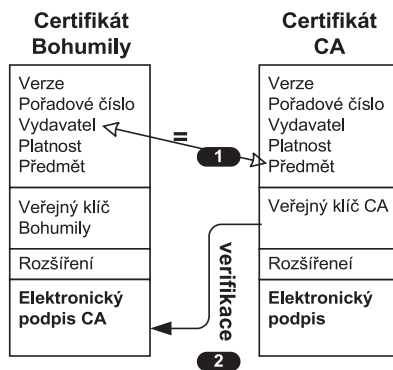 Certifikát
Bohumily
Verze
Pořadové číslo
Vydavatel
Platnost
Předmět
Veřejný klíč
Bohumily
Rozšíření
Elektronický
podpis CA
=
1
verifikace
2
Certifikát
CA
Verze
Pořadové číslo
Vydavatel
Platnost
Předmět
Veřejný klíč CA
Rozšířeneí
Elektronický
podpis